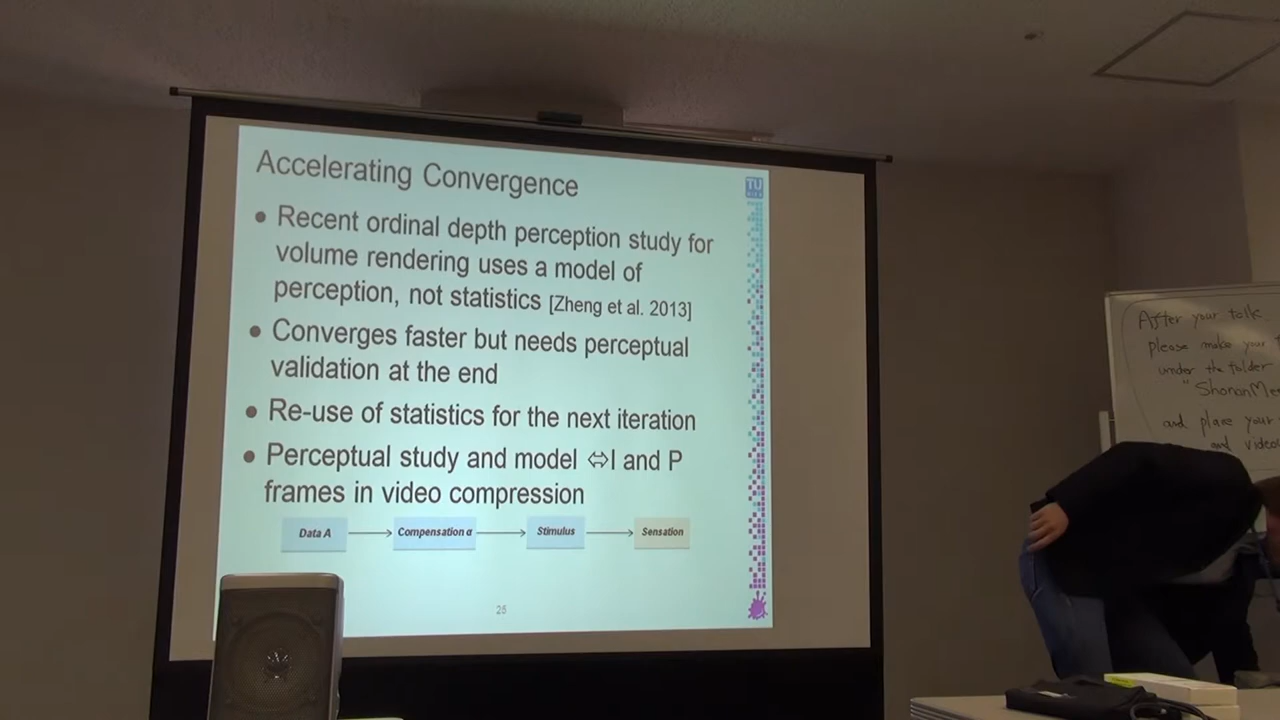 Accelerating Convergence
TU
• Recent ordinal depth perception study for
volume rendering uses a model of
perception, not statistics [Zheng et al. 2013]
• Converges faster but needs perceptual
validation at the end
• Re-use of statistics for the next iteration
• Perceptual study and model ⇔I and P
frames in video compression
Data A
Compensation α
Stimulus
Sensation
25
After your talk
please make your
under the folder
"ShonanMe
and place your
and video